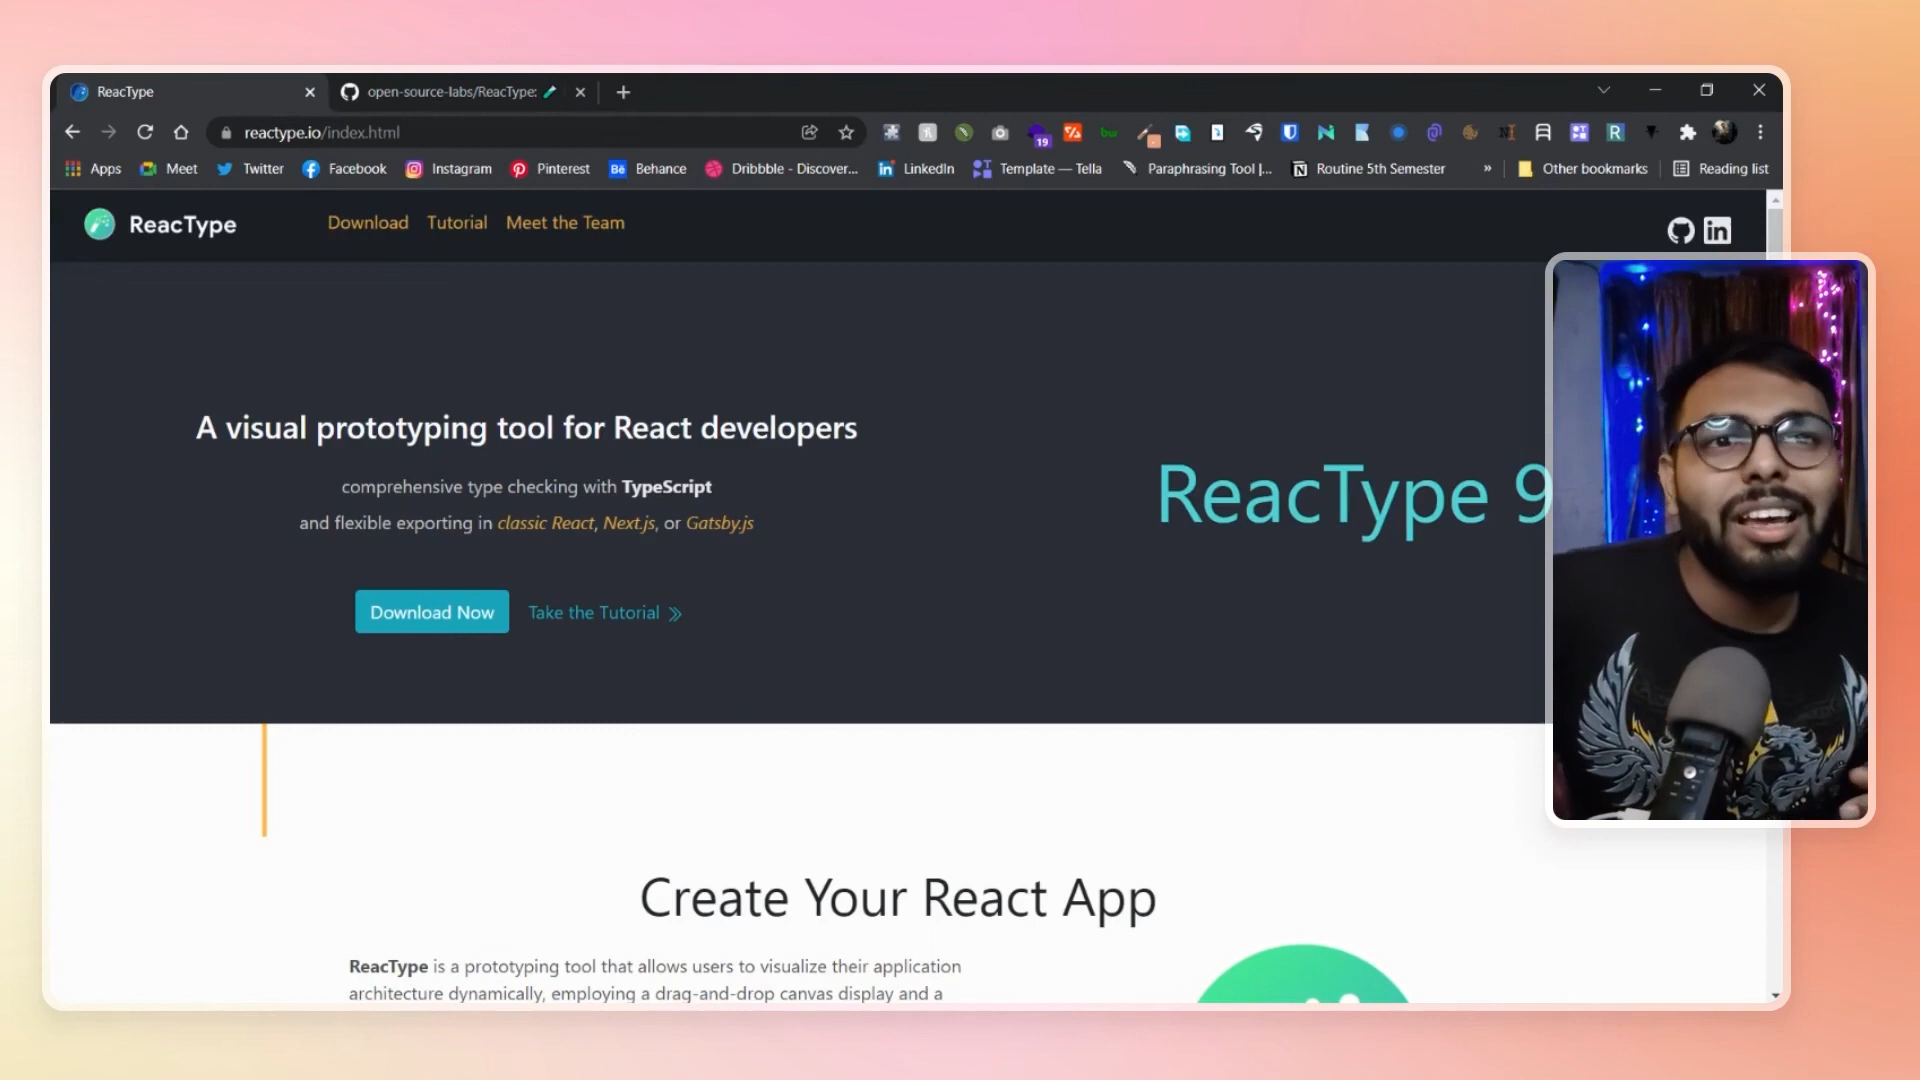 ReacType
open-source-labs/ReacType:
reactype.io/index.html
19
Apps
Meet
Twitter
Facebook
Instagram
Pinterest
Behance
Dribbble - Discover...
LinkedIn
Template — Tella
Paraphrasing Tool |...
Routine 5th Semester
»
Other bookmarks
Reading list
ReacType
Download
Tutorial
Meet the Team
A visual prototyping tool for React developers
comprehensive type checking with TypeScript
and flexible exporting in classic React, Next.js, or Gatsby.js
Download Now
Take the Tutorial
ReacType 9
Create Your React App
ReacType is a prototyping tool that allows users to visualize their application
architecture dynamically, employing a drag-and-drop canvas display and a